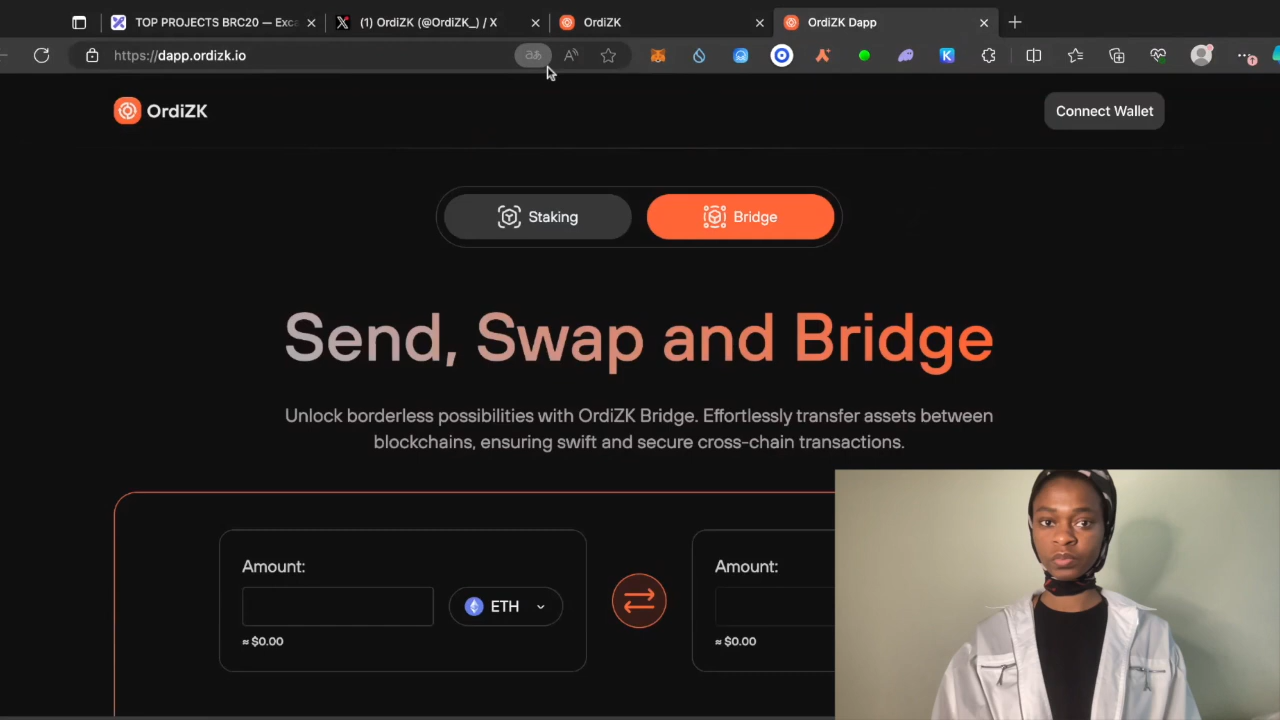 TOP PROJECTS BRC20 — Exca
(1) OrdiZK (@OrdiZK_) / X
OrdiZK
OrdiZK Dapp
https://dapp.ordizk.io
OrdiZK
Connect Wallet
Staking
Bridge
Send, Swap and Bridge
Unlock borderless possibilities with OrdiZK Bridge. Effortlessly transfer assets between
blockchains, ensuring swift and secure cross-chain transactions.
Amount:
ETH
≈ $0.00
Amount:
≈ $0.00